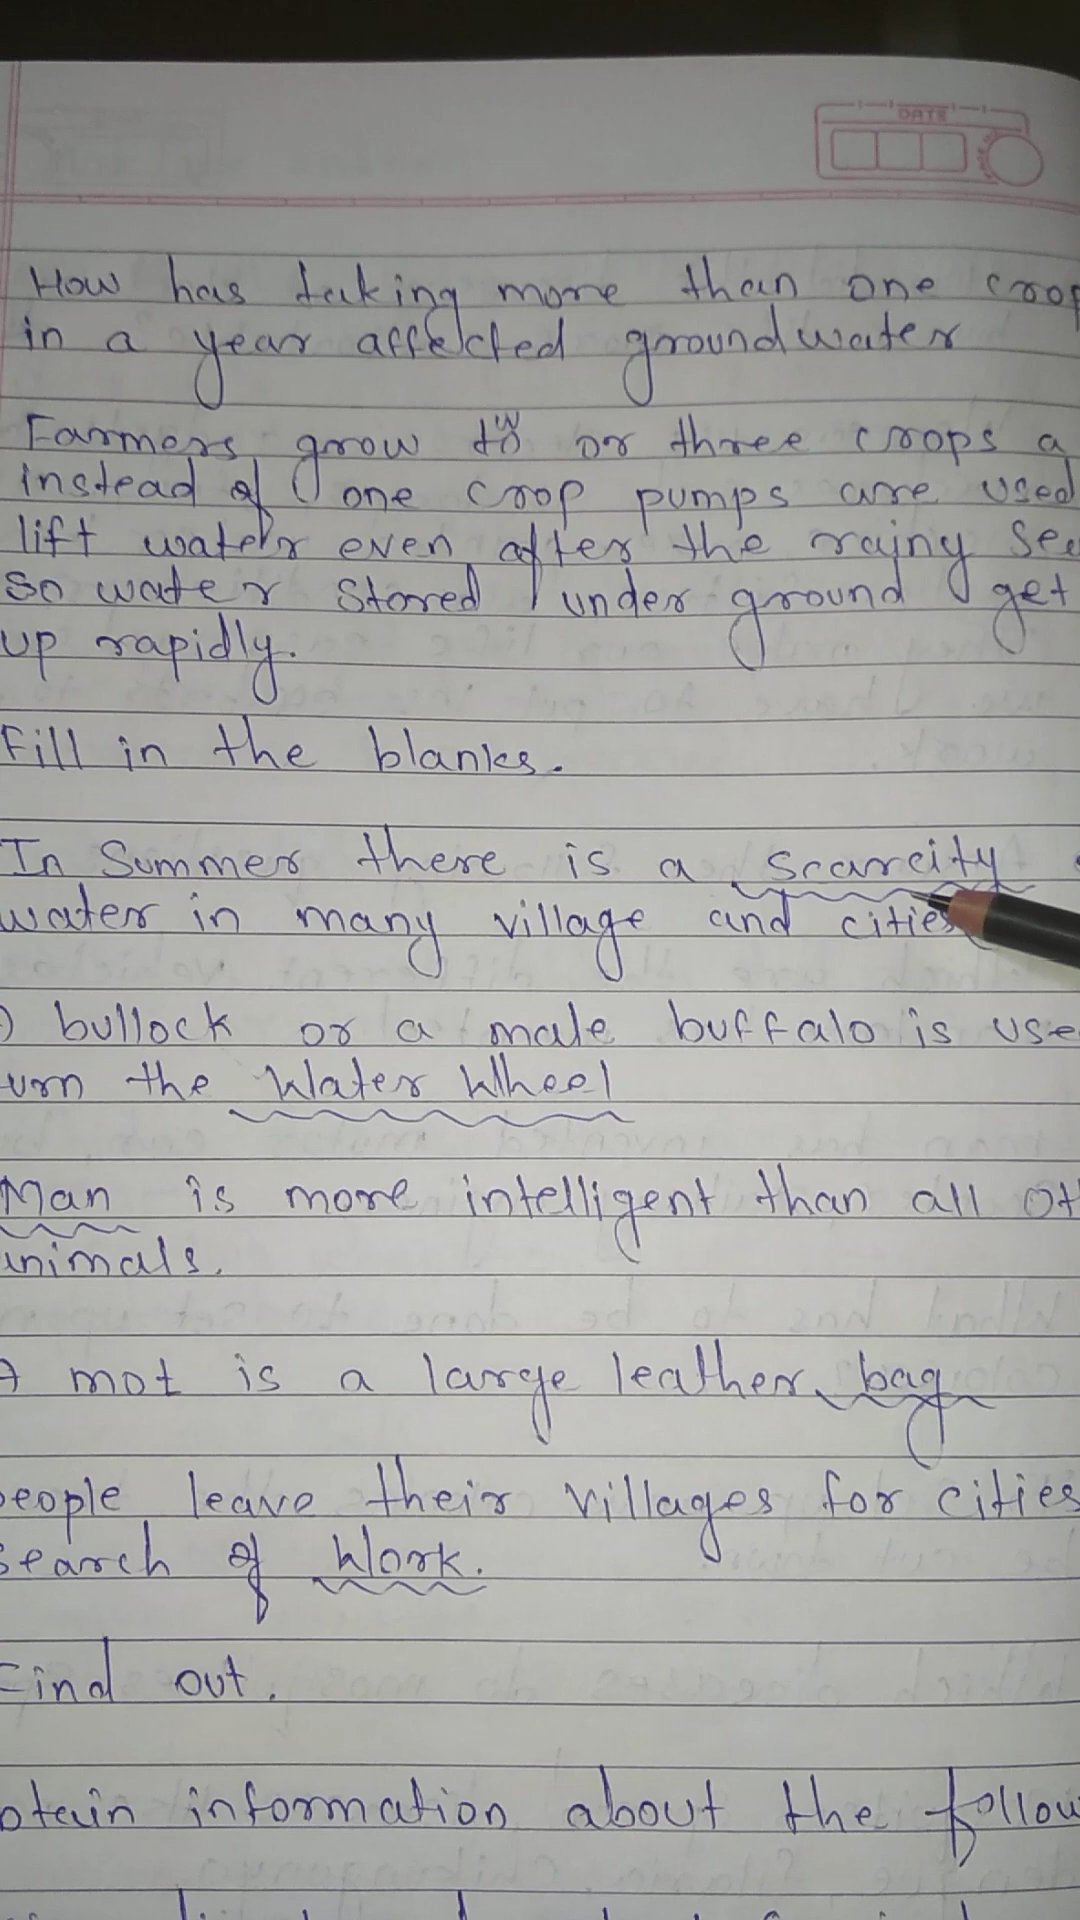 DATE
How has taking more than one crop
in a year affected groundwater
Farmers grow two or three crops a
instead of one crop pumps are used
lift water even after the rainy sea
so water stored under ground get
up rapidly.
Fill in the blanks.
In Summer there is a scarcity
water in many village and cities
bullock or a male buffalo is use
urn the Water Wheel
Man is more intelligent than all ot
nimals.
A mot is a large leather bag
people leave their villages for cities
search of Work.
Find out.
btain information about the follow